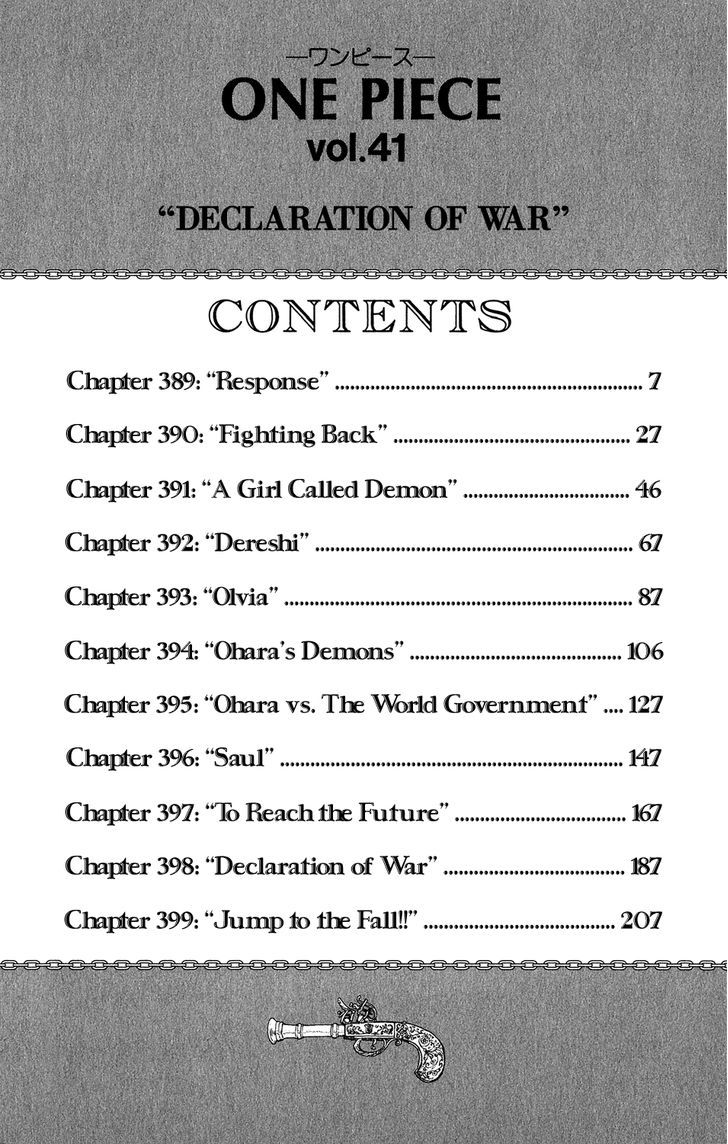 —ワンピース—
ONE PIECE
vol.41
“DECLARATION OF WAR”
CONTENTS
Chapter 389: “Response” ............................................................. 7
Chapter 390: “Fighting Back” ............................................... 27
Chapter 391: “A Girl Called Demon” ................................. 46
Chapter 392: “Dereshi” ............................................................... 67
Chapter 393: “Olvia” ..................................................................... 87
Chapter 394: “Ohara’s Demons” .......................................... 106
Chapter 395: “Ohara vs. The World Government” .... 127
Chapter 396: “Saul” .................................................................... 147
Chapter 397: “To Reach the Future” .................................. 167
Chapter 398: “Declaration of War” .................................... 187
Chapter 399: “Jump to the Fall!!” ...................................... 207